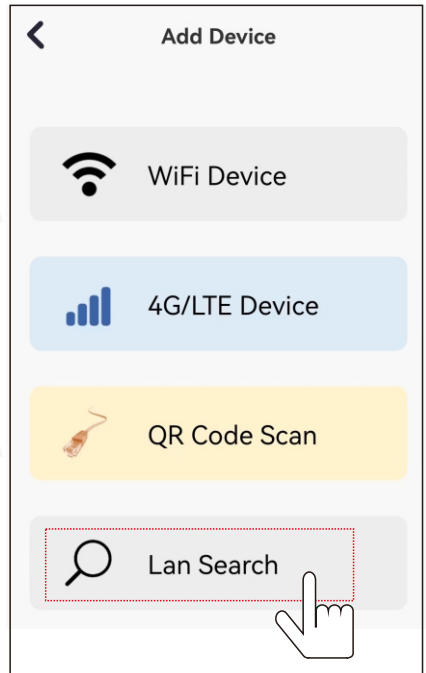 Add Device
WiFi Device
4G/LTE Device
QR Code Scan
Lan Search